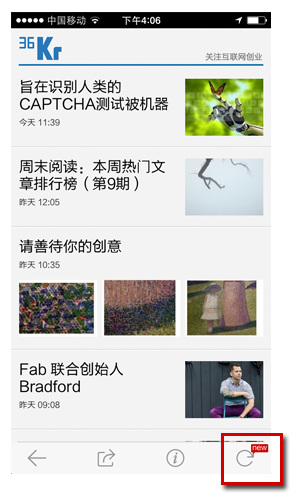 中国移动
下午4:06
36
Kr
关注互联网创业
旨在识别人类的
CAPTCHA测试被机器
今天 11:39
周末阅读：本周热门文
章排行榜（第9期）
昨天 12:05
请善待你的创意
昨天 10:35
Fab 联合创始人
Bradford
昨天 09:08
new